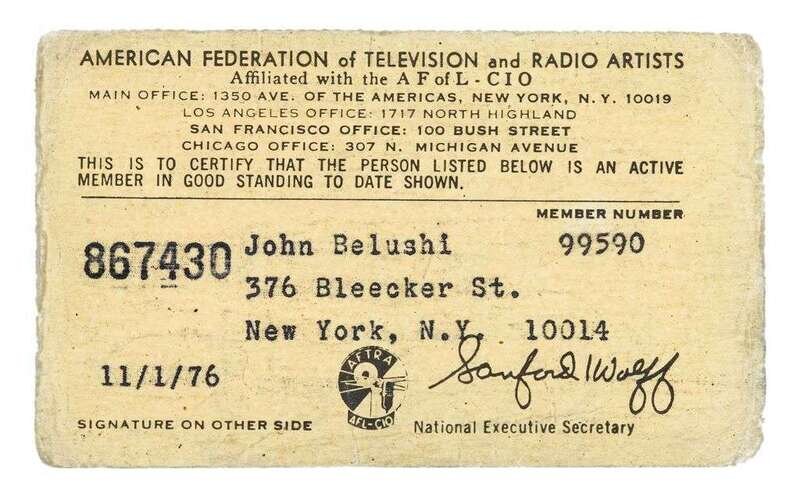 AMERICAN FEDERATION of TELEVISION and RADIO ARTISTS
Affiliated with the A F of L - CIO
MAIN OFFICE: 1350 AVE. OF THE AMERICAS, NEW YORK, N. Y. 10019
LOS ANGELES OFFICE: 1717 NORTH HIGHLAND
SAN FRANCISCO OFFICE: 100 BUSH STREET
CHICAGO OFFICE: 307 N. MICHIGAN AVENUE
THIS IS TO CERTIFY THAT THE PERSON LISTED BELOW IS AN ACTIVE
MEMBER IN GOOD STANDING TO DATE SHOWN.
MEMBER NUMBER
867430 John Belushi 99590
376 Bleecker St.
New York, N.Y. 10014
11/1/76
AFTRA
AFL-CIO
Sanford I Wolff
SIGNATURE ON OTHER SIDE
National Executive Secretary